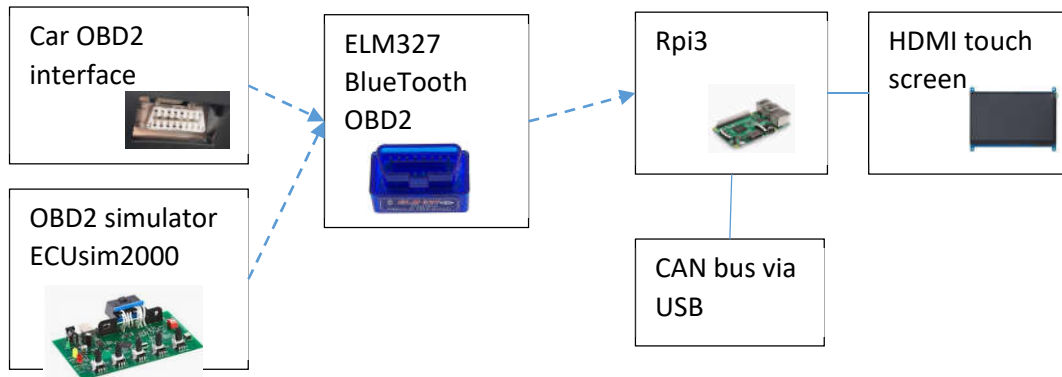 Car OBD2
interface
ELM327
BlueTooth
OBD2
Rpi3
HDMI touch
screen
OBD2 simulator
ECUsim2000
CAN bus via
USB